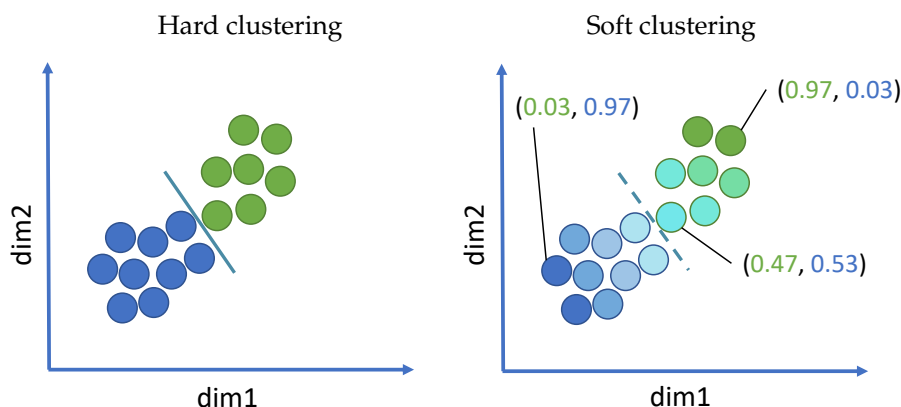 Hard clustering
dim2
dim1
Soft clustering
(0.03, 0.97)
(0.97, 0.03)
(0.47, 0.53)
dim2
dim1